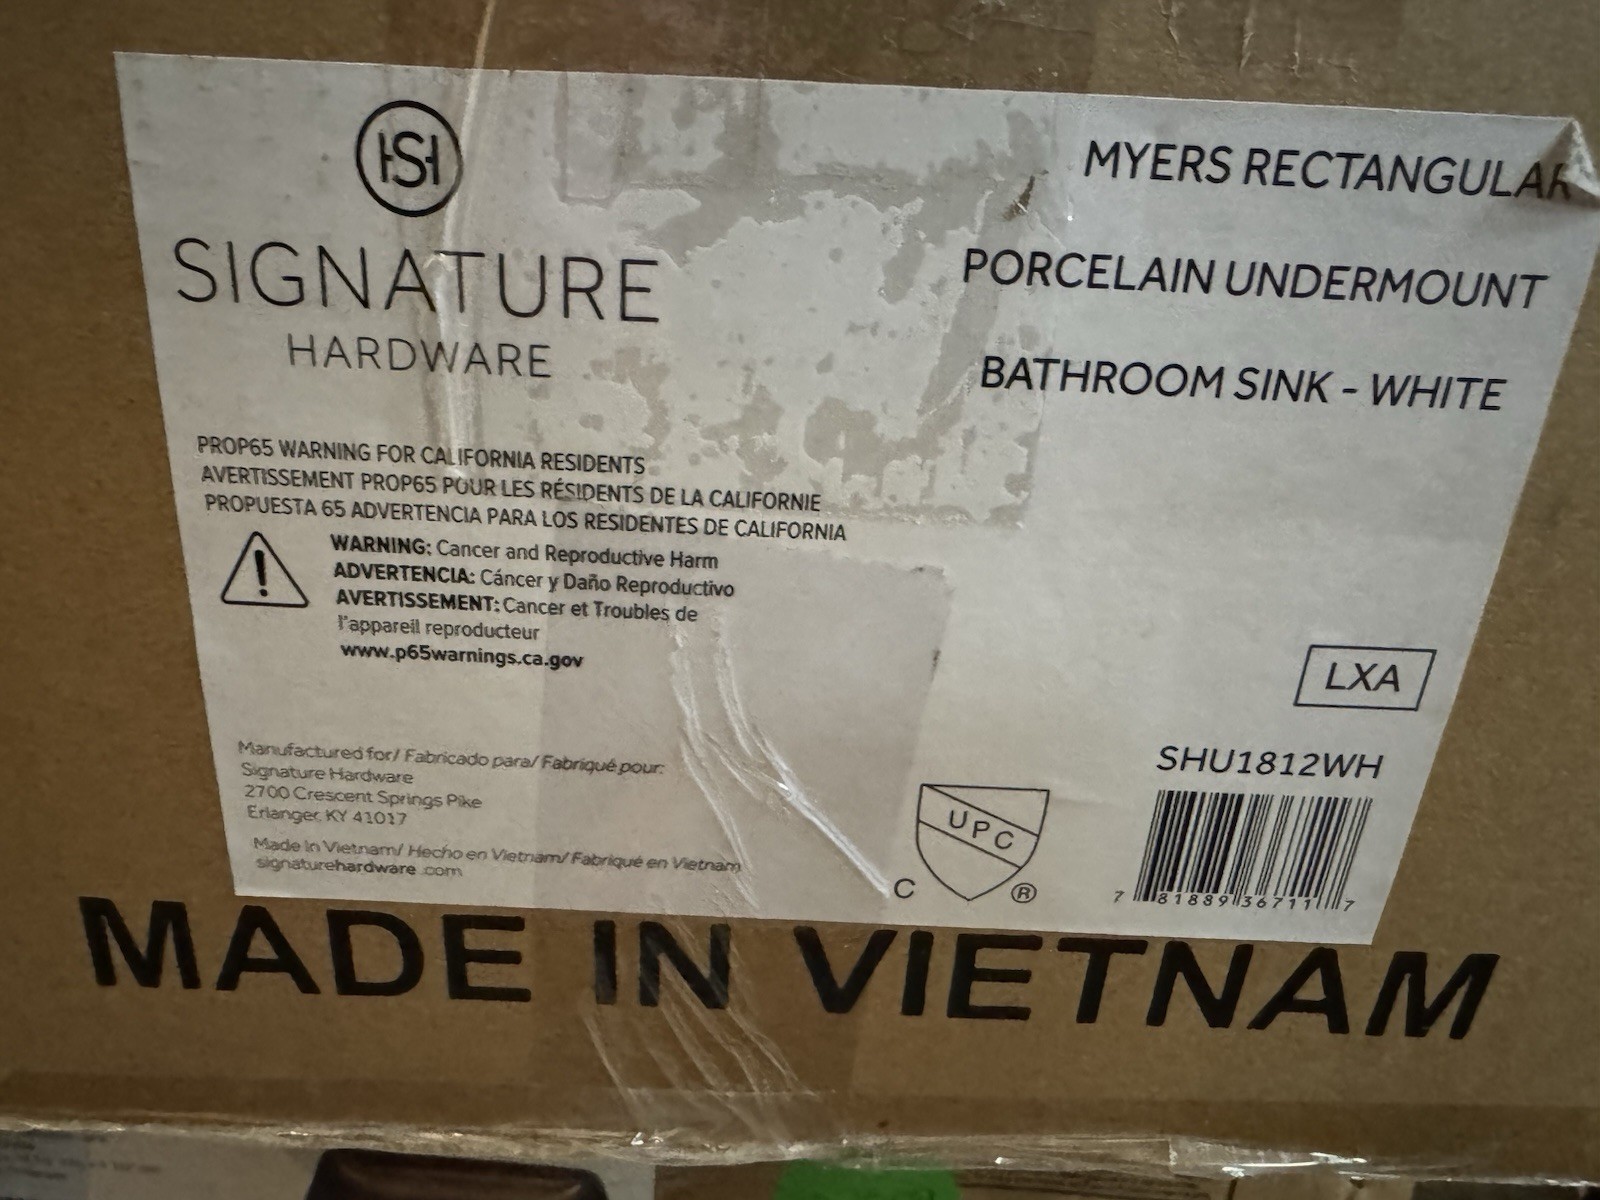 HSH
SIGNATURE
HARDWARE
MYERS RECTANGULAR
PORCELAIN UNDERMOUNT
BATHROOM SINK - WHITE
PROP65 WARNING FOR CALIFORNIA RESIDENTS
AVERTISSEMENT PROP65 POUR LES RÉSIDENTS DE LA CALIFORNIE
PROPUESTA 65 ADVERTENCIA PARA LOS RESIDENTES DE CALIFORNIA
WARNING: Cancer and Reproductive Harm
ADVERTENCIA: Cáncer y Daño Reproductivo
AVERTISSEMENT: Cancer et Troubles de
l'appareil reproducteur
www.p65warnings.ca.gov
Manufactured for/ Fabricado para/ Fabriqué pour:
Signature Hardware
2700 Crescent Springs Pike
Erlanger, KY 41017
Made In Vietnam/ Hecho en Vietnam/ Fabriqué en Vietnam
signaturehardware.com
LXA
SHU1812WH
UPC
C ®
7 81889 36711 7
MADE IN VIETNAM